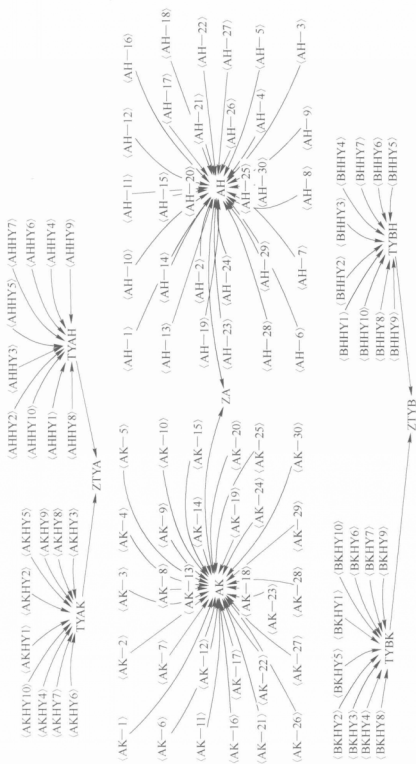 〈AKHY10〉 〈AKHY1〉 〈AKHY2〉 〈AKHY5〉
〈AKHY4〉 〈AKHY9〉
〈AKHY7〉 〈AKHY8〉
〈AKHY6〉 TYAK 〈AKHY3〉
〈AHHY2〉 〈AHHY3〉 〈AHHY5〉 〈AHHY7〉
〈AHHY10〉 〈AHHY6〉
〈AHHY1〉 〈AHHY4〉
〈AHHY8〉 TYAH 〈AHHY9〉
ZTYA
〈AK—1〉 〈AK—2〉 〈AK—3〉 〈AK—4〉 〈AK—5〉
〈AK—6〉 〈AK—7〉 〈AK—8〉 〈AK—9〉 〈AK—10〉
〈AK—11〉 〈AK—12〉 〈AK—13〉 〈AK—14〉 〈AK—15〉
AK
〈AK—16〉 〈AK—17〉 〈AK—18〉 〈AK—19〉 〈AK—20〉
〈AK—21〉 〈AK—22〉 〈AK—23〉 〈AK—24〉 〈AK—25〉
〈AK—26〉 〈AK—27〉 〈AK—28〉 〈AK—29〉 〈AK—30〉
ZA
〈AH—1〉 〈AH—10〉 〈AH—11〉 〈AH—12〉 〈AH—16〉
〈AH—13〉 〈AH—14〉 〈AH—15〉 〈AH—17〉 〈AH—18〉
〈AH—19〉 〈AH—2〉 〈AH—20〉 〈AH—21〉 〈AH—22〉
AH
〈AH—23〉 〈AH—24〉 〈AH—25〉 〈AH—26〉 〈AH—27〉
〈AH—28〉 〈AH—29〉 〈AH—30〉 〈AH—4〉 〈AH—5〉
〈AH—6〉 〈AH—7〉 〈AH—8〉 〈AH—9〉 〈AH—3〉
〈BKHY2〉 〈BKHY5〉 〈BKHY1〉 〈BKHY10〉
〈BKHY3〉 〈BKHY6〉
〈BKHY4〉 〈BKHY7〉
〈BKHY8〉 TYBK 〈BKHY9〉
〈BHHY1〉 〈BHHY2〉 〈BHHY3〉 〈BHHY4〉
〈BHHY10〉 〈BHHY7〉
〈BHHY8〉 〈BHHY6〉
〈BHHY9〉 TYBH 〈BHHY5〉
ZTYB